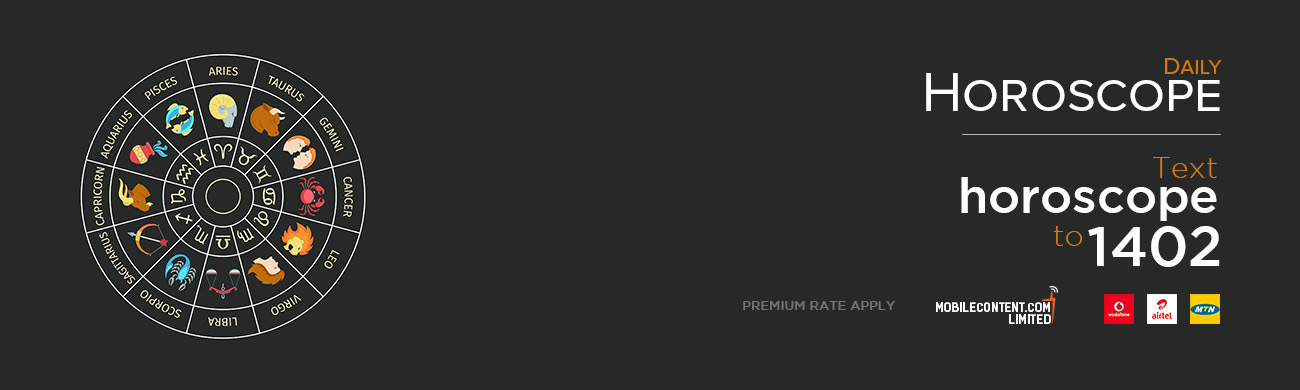 ARIES
TAURUS
GEMINI
CANCER
LEO
VIRGO
LIBRA
SCORPIO
SAGITARIUS
CAPRICORN
AQUARIUS
PISCES
DAILY
HOROSCOPE
Text
horoscope
to 1402
PREMIUM RATE APPLY
MOBILECONTENT.COM
LIMITED
vodafone
airtel
MTN